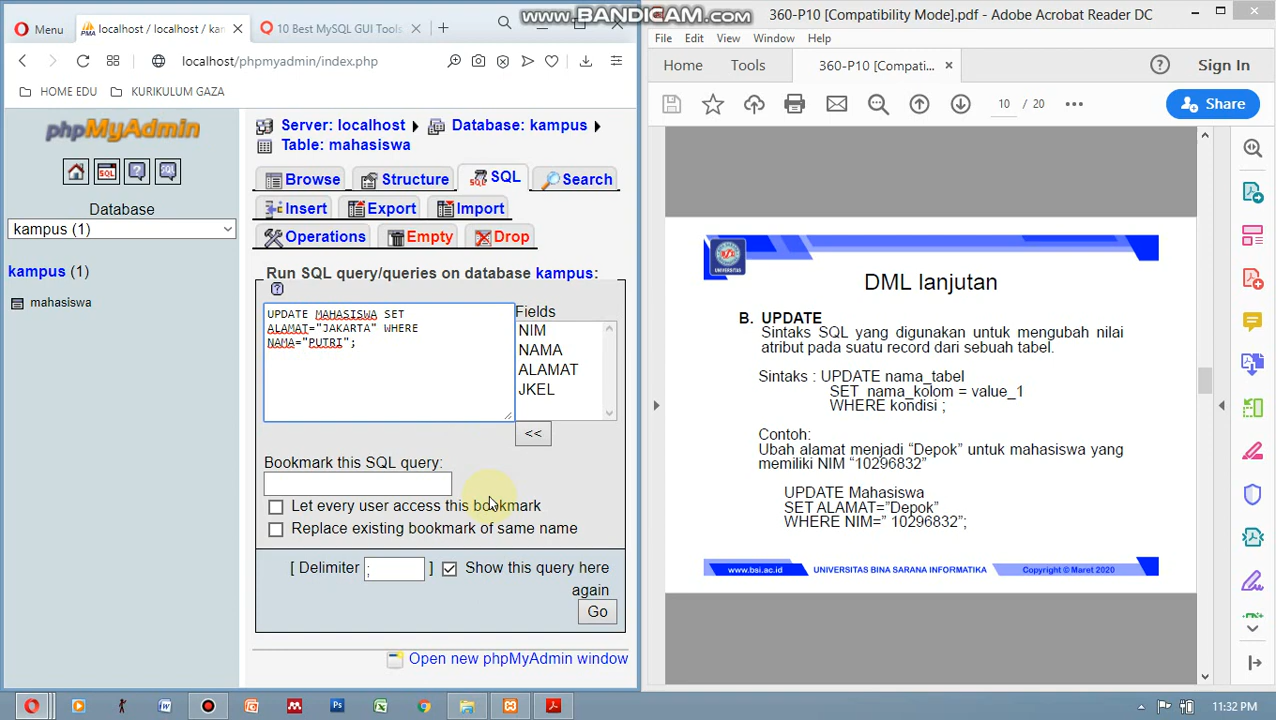 www.BANDICAM.com
Menu
localhost / localhost / kan
10 Best MySQL GUI Tools
localhost/phpmyadmin/index.php
HOME EDU
KURIKULUM GAZA
phpMyAdmin
SQL
Database
kampus (1)
kampus (1)
mahasiswa
Server: localhost
Database: kampus
Table: mahasiswa
Browse
Structure
SQL
Search
Insert
Export
Import
Operations
Empty
Drop
Run SQL query/queries on database kampus:
UPDATE MAHASISWA SET
ALAMAT="JAKARTA" WHERE
NAMA="PUTRI";
Fields
NIM
NAMA
ALAMAT
JKEL
<<
Bookmark this SQL query:
Let every user access this bookmark
Replace existing bookmark of same name
[ Delimiter ; ] Show this query here
again
Go
Open new phpMyAdmin window
360-P10 [Compatibility Mode].pdf - Adobe Acrobat Reader DC
File Edit View Window Help
Home Tools 360-P10 [Compati... Sign In
10 / 20
Share
UNIVERSITAS
DML lanjutan
B. UPDATE
Sintaks SQL yang digunakan untuk mengubah nilai
atribut pada suatu record dari sebuah tabel.
Sintaks : UPDATE nama_tabel
SET nama_kolom = value_1
WHERE kondisi ;
Contoh:
Ubah alamat menjadi “Depok” untuk mahasiswa yang
memiliki NIM “10296832”
UPDATE Mahasiswa
SET ALAMAT=”Depok”
WHERE NIM=” 10296832”;
www.bsi.ac.id
UNIVERSITAS BINA SARANA INFORMATIKA
Copyright © Maret 2020
11:32 PM